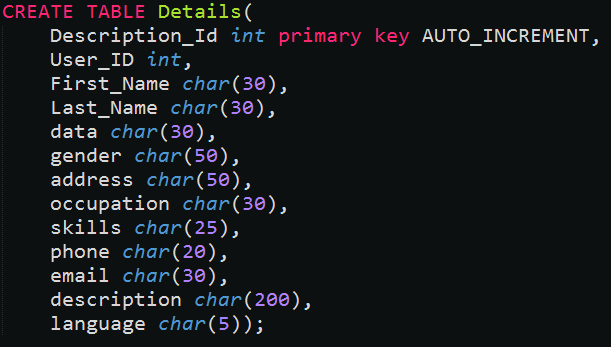 CREATE TABLE Details(
    Description_Id int primary key AUTO_INCREMENT,
    User_ID int,
    First_Name char(30),
    Last_Name char(30),
    data char(30),
    gender char(50),
    address char(50),
    occupation char(30),
    skills char(25),
    phone char(20),
    email char(30),
    description char(200),
    language char(5));